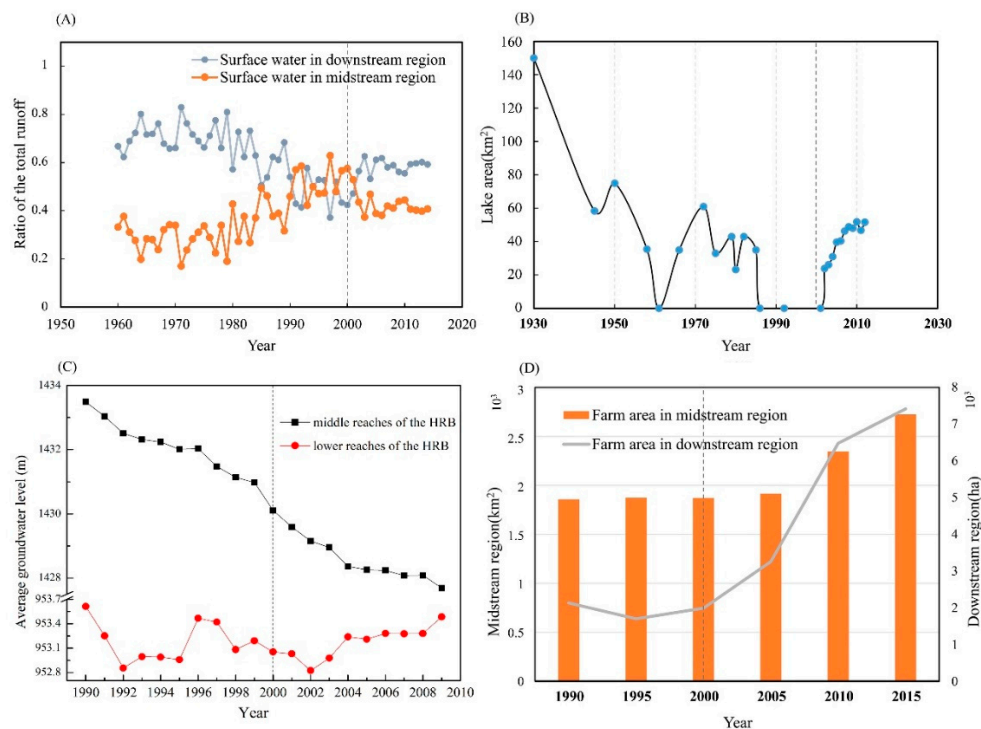 (A)
Ratio of the total runoff
1
0.8
0.6
0.4
0.2
0
Surface water in downstream region
Surface water in midstream region
1950 1960 1970 1980 1990 2000 2010 2020
Year
(B)
Lake area(km²)
160
140
120
100
80
60
40
20
0
1930 1950 1970 1990 2010 2030
Year
(C)
Average groundwater level (m)
1434
1432
1430
1428
953.7
953.4
953.1
952.8
middle reaches of the HRB
lower reaches of the HRB
1990 1992 1994 1996 1998 2000 2002 2004 2006 2008 2010
Year
(D)
Midstream region(km²)
10³
3
2.5
2
1.5
1
0.5
0
Farm area in midstream region
Farm area in downstream region
8
7
6
5
4
3
2
1
0
10³
Downstream region(ha)
1990 1995 2000 2005 2010 2015
Year